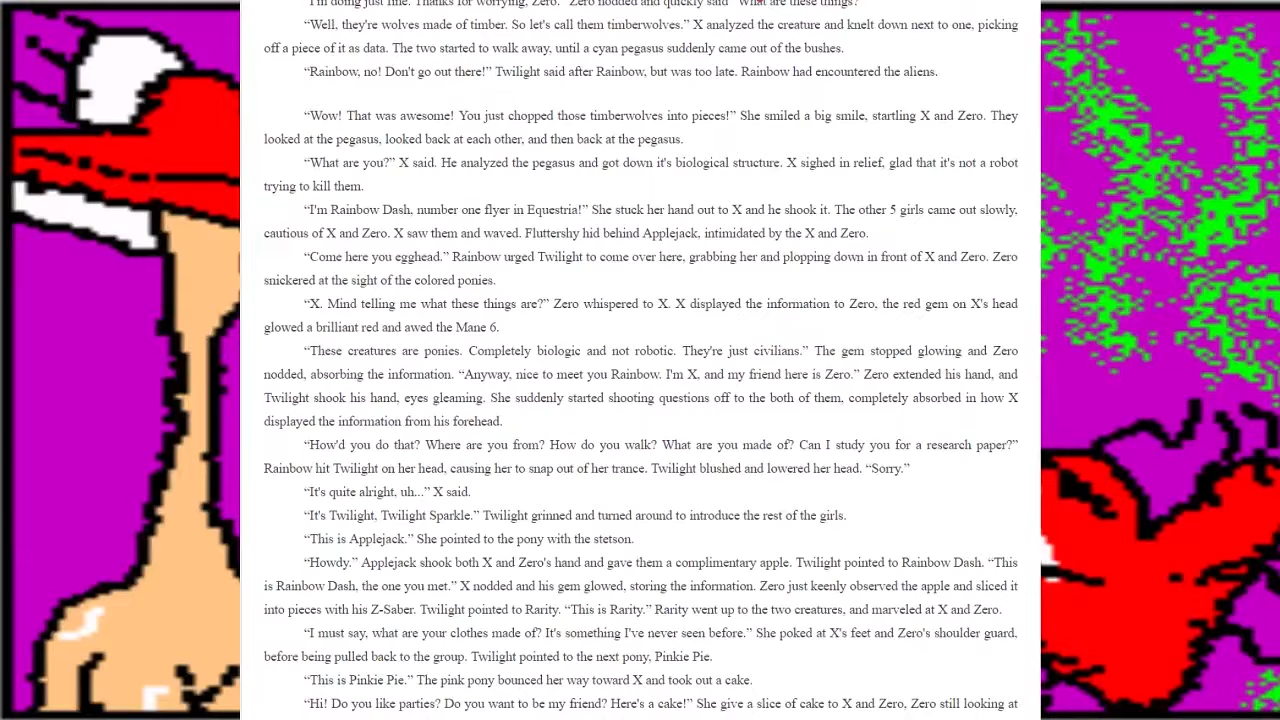 “I'm doing just fine. Thanks for worrying, Zero.” Zero nodded and quickly said “What are these things?”
“Well, they're wolves made of timber. So let's call them timberwolves.” X analyzed the creature and knelt down next to one, picking
off a piece of it as data. The two started to walk away, until a cyan pegasus suddenly came out of the bushes.
“Rainbow, no! Don't go out there!” Twilight said after Rainbow, but was too late. Rainbow had encountered the aliens.
“Wow! That was awesome! You just chopped those timberwolves into pieces!” She smiled a big smile, startling X and Zero. They
looked at the pegasus, looked back at each other, and then back at the pegasus.
“What are you?” X said. He analyzed the pegasus and got down it's biological structure. X sighed in relief, glad that it's not a robot
trying to kill them.
“I'm Rainbow Dash, number one flyer in Equestria!” She stuck her hand out to X and he shook it. The other 5 girls came out slowly,
cautious of X and Zero. X saw them and waved. Fluttershy hid behind Applejack, intimidated by the X and Zero.
“Come here you egghead.” Rainbow urged Twilight to come over here, grabbing her and plopping down in front of X and Zero. Zero
snickered at the sight of the colored ponies.
“X. Mind telling me what these things are?” Zero whispered to X. X displayed the information to Zero, the red gem on X's head
glowed a brilliant red and awed the Mane 6.
“These creatures are ponies. Completely biologic and not robotic. They're just civilians.” The gem stopped glowing and Zero
nodded, absorbing the information. “Anyway, nice to meet you Rainbow. I'm X, and my friend here is Zero.” Zero extended his hand, and
Twilight shook his hand, eyes gleaming. She suddenly started shooting questions off to the both of them, completely absorbed in how X
displayed the information from his forehead.
“How'd you do that? Where are you from? How do you walk? What are you made of? Can I study you for a research paper?”
Rainbow hit Twilight on her head, causing her to snap out of her trance. Twilight blushed and lowered her head. “Sorry.”
“It's quite alright, uh...” X said.
“It's Twilight, Twilight Sparkle.” Twilight grinned and turned around to introduce the rest of the girls.
“This is Applejack.” She pointed to the pony with the stetson.
“Howdy.” Applejack shook both X and Zero's hand and gave them a complimentary apple. Twilight pointed to Rainbow Dash. “This
is Rainbow Dash, the one you met.” X nodded and his gem glowed, storing the information. Zero just keenly observed the apple and sliced it
into pieces with his Z-Saber. Twilight pointed to Rarity. “This is Rarity.” Rarity went up to the two creatures, and marveled at X and Zero.
“I must say, what are your clothes made of? It's something I've never seen before.” She poked at X's feet and Zero's shoulder guard,
before being pulled back to the group. Twilight pointed to the next pony, Pinkie Pie.
“This is Pinkie Pie.” The pink pony bounced her way toward X and took out a cake.
“Hi! Do you like parties? Do you want to be my friend? Here's a cake!” She give a slice of cake to X and Zero, Zero still looking at